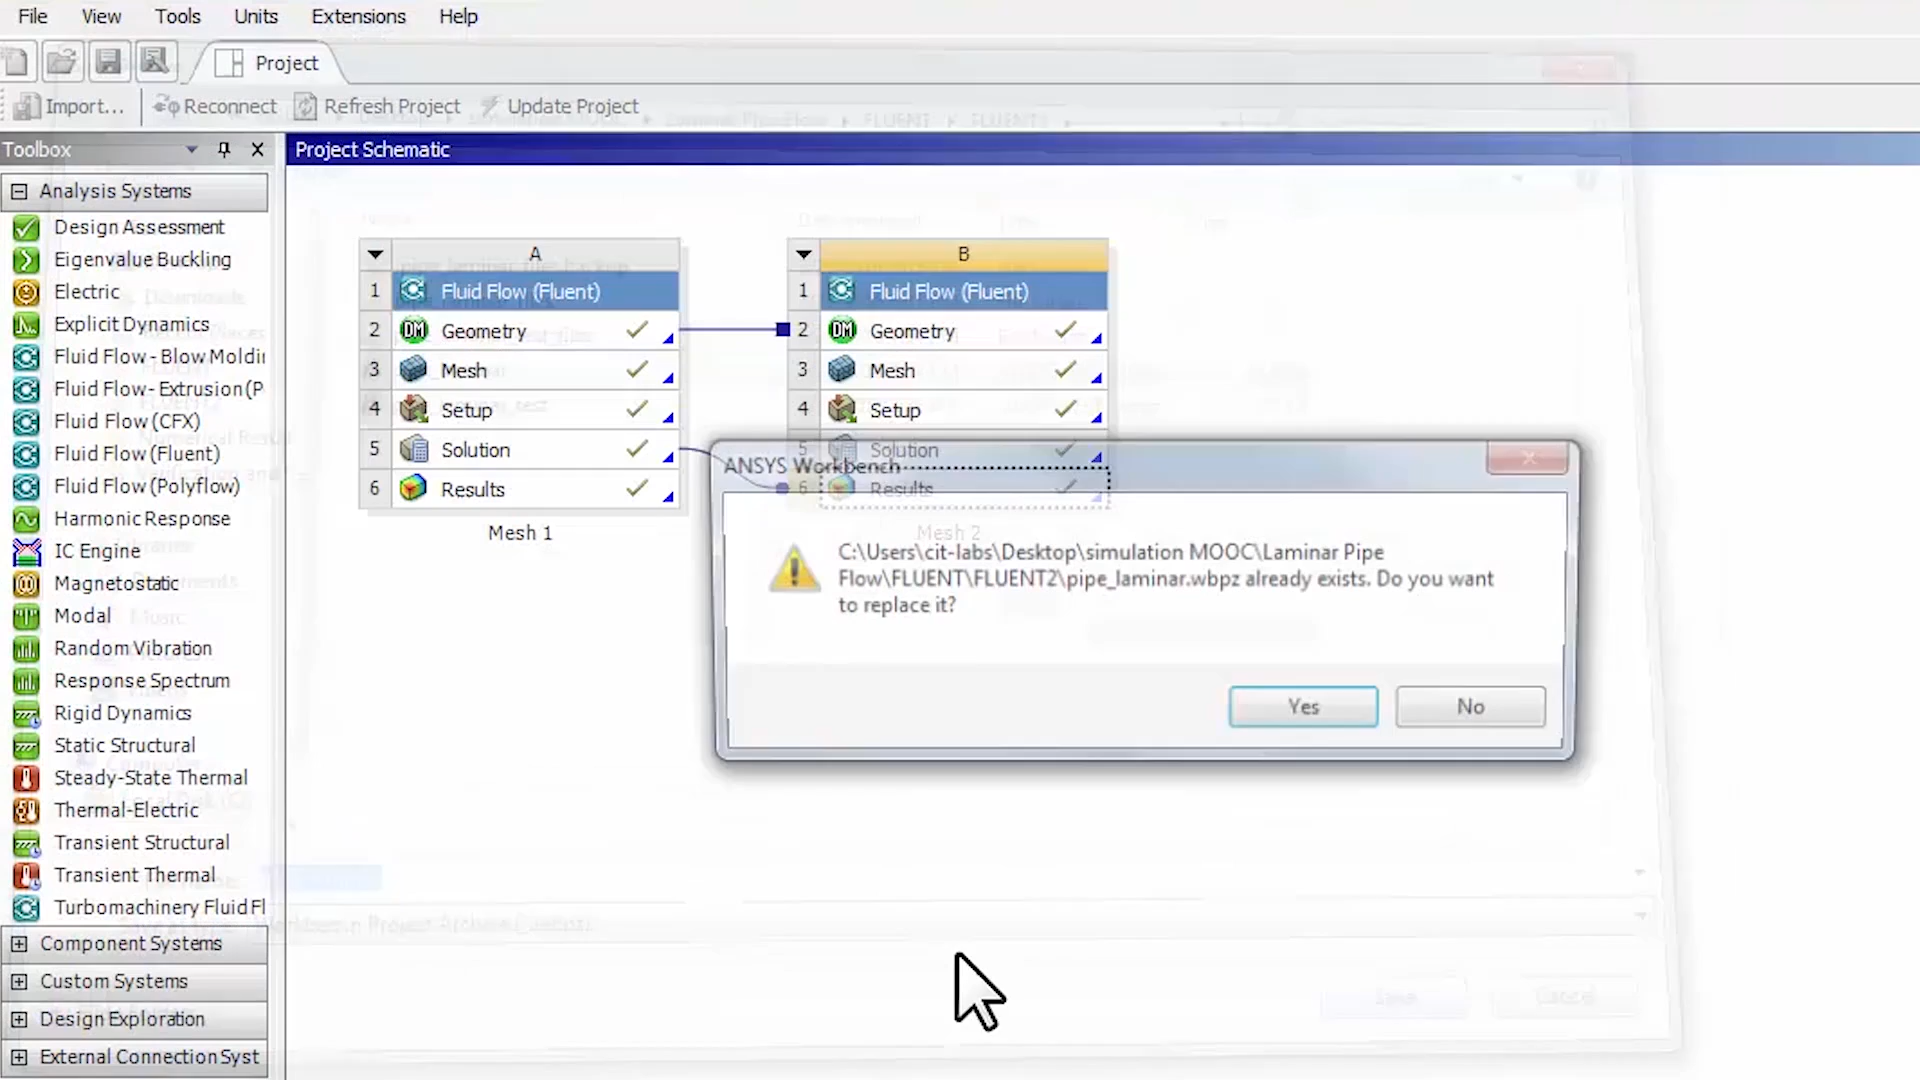 File View Tools Units Extensions Help
Project
Import... Reconnect Refresh Project Update Project
Toolbox
Project Schematic
Analysis Systems
Design Assessment
Eigenvalue Buckling
Electric
Explicit Dynamics
Fluid Flow - Blow Moldi
Fluid Flow- Extrusion (P
Fluid Flow (CFX)
Fluid Flow (Fluent)
Fluid Flow (Polyflow)
Harmonic Response
IC Engine
Magnetostatic
Modal
Random Vibration
Response Spectrum
Rigid Dynamics
Static Structural
Steady-State Thermal
Thermal-Electric
Transient Structural
Transient Thermal
Turbomachinery Fluid Fl
Component Systems
Custom Systems
Design Exploration
External Connection Syst
A
1 Fluid Flow (Fluent)
2 Geometry
3 Mesh
4 Setup
5 Solution
6 Results
Mesh 1
B
1 Fluid Flow (Fluent)
2 Geometry
3 Mesh
4 Setup
5 Solution
6 Results
Mesh 2
ANSYS Workbench
C:\Users\cit-labs\Desktop\simulation MOOC\Laminar Pipe
Flow\FLUENT\FLUENT2\pipe_laminar.wbpz already exists. Do you want
to replace it?
Yes No
Save Cancel